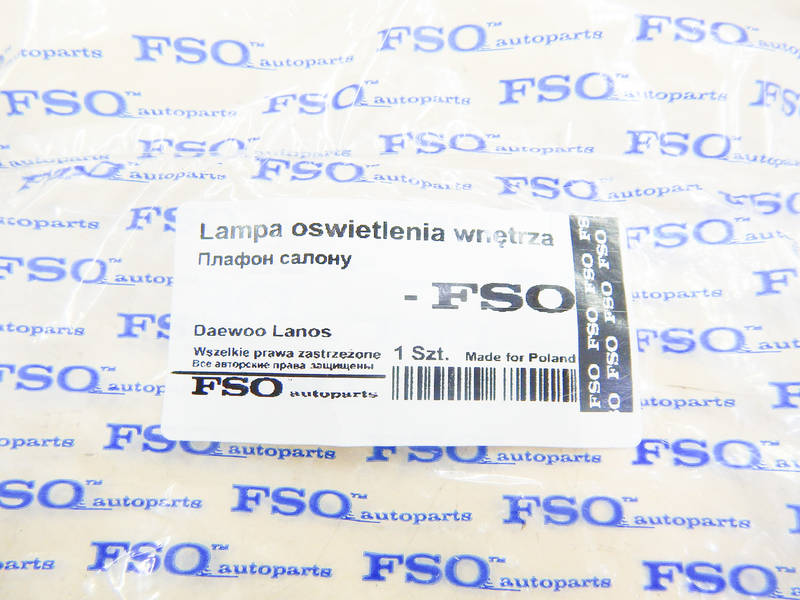 FSO™ autoparts
Lampa oswietlenia wnętrza
Плафон салону
- FSO
Daewoo Lanos
Wszelkie prawa zastrzeżone
Все авторские права защищены
1 Szt. Made for Poland
FSO autoparts
FSO FSO FSO
FSO FSO FSO